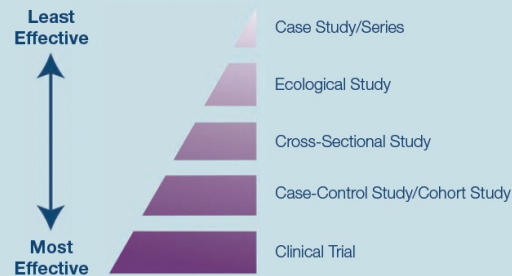 Least
Effective
Case Study/Series
Ecological Study
Cross-Sectional Study
Case-Control Study/Cohort Study
Clinical Trial
Most
Effective